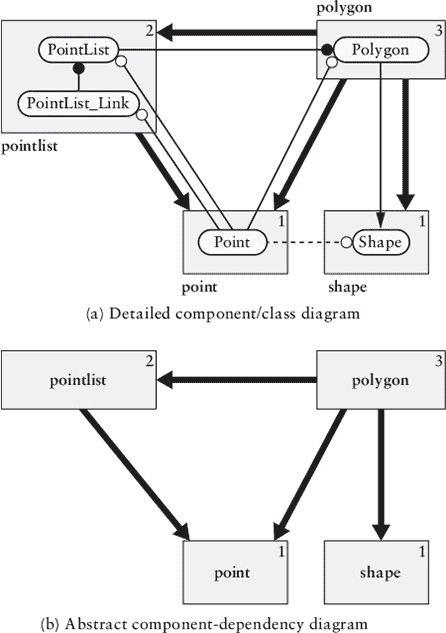 polygon
2
3
PointList
Polygon
PointList_Link
pointlist
1
1
Point
Shape
point
shape
(a) Detailed component/class diagram
2
3
pointlist
polygon
1
1
point
shape
(b) Abstract component-dependency diagram